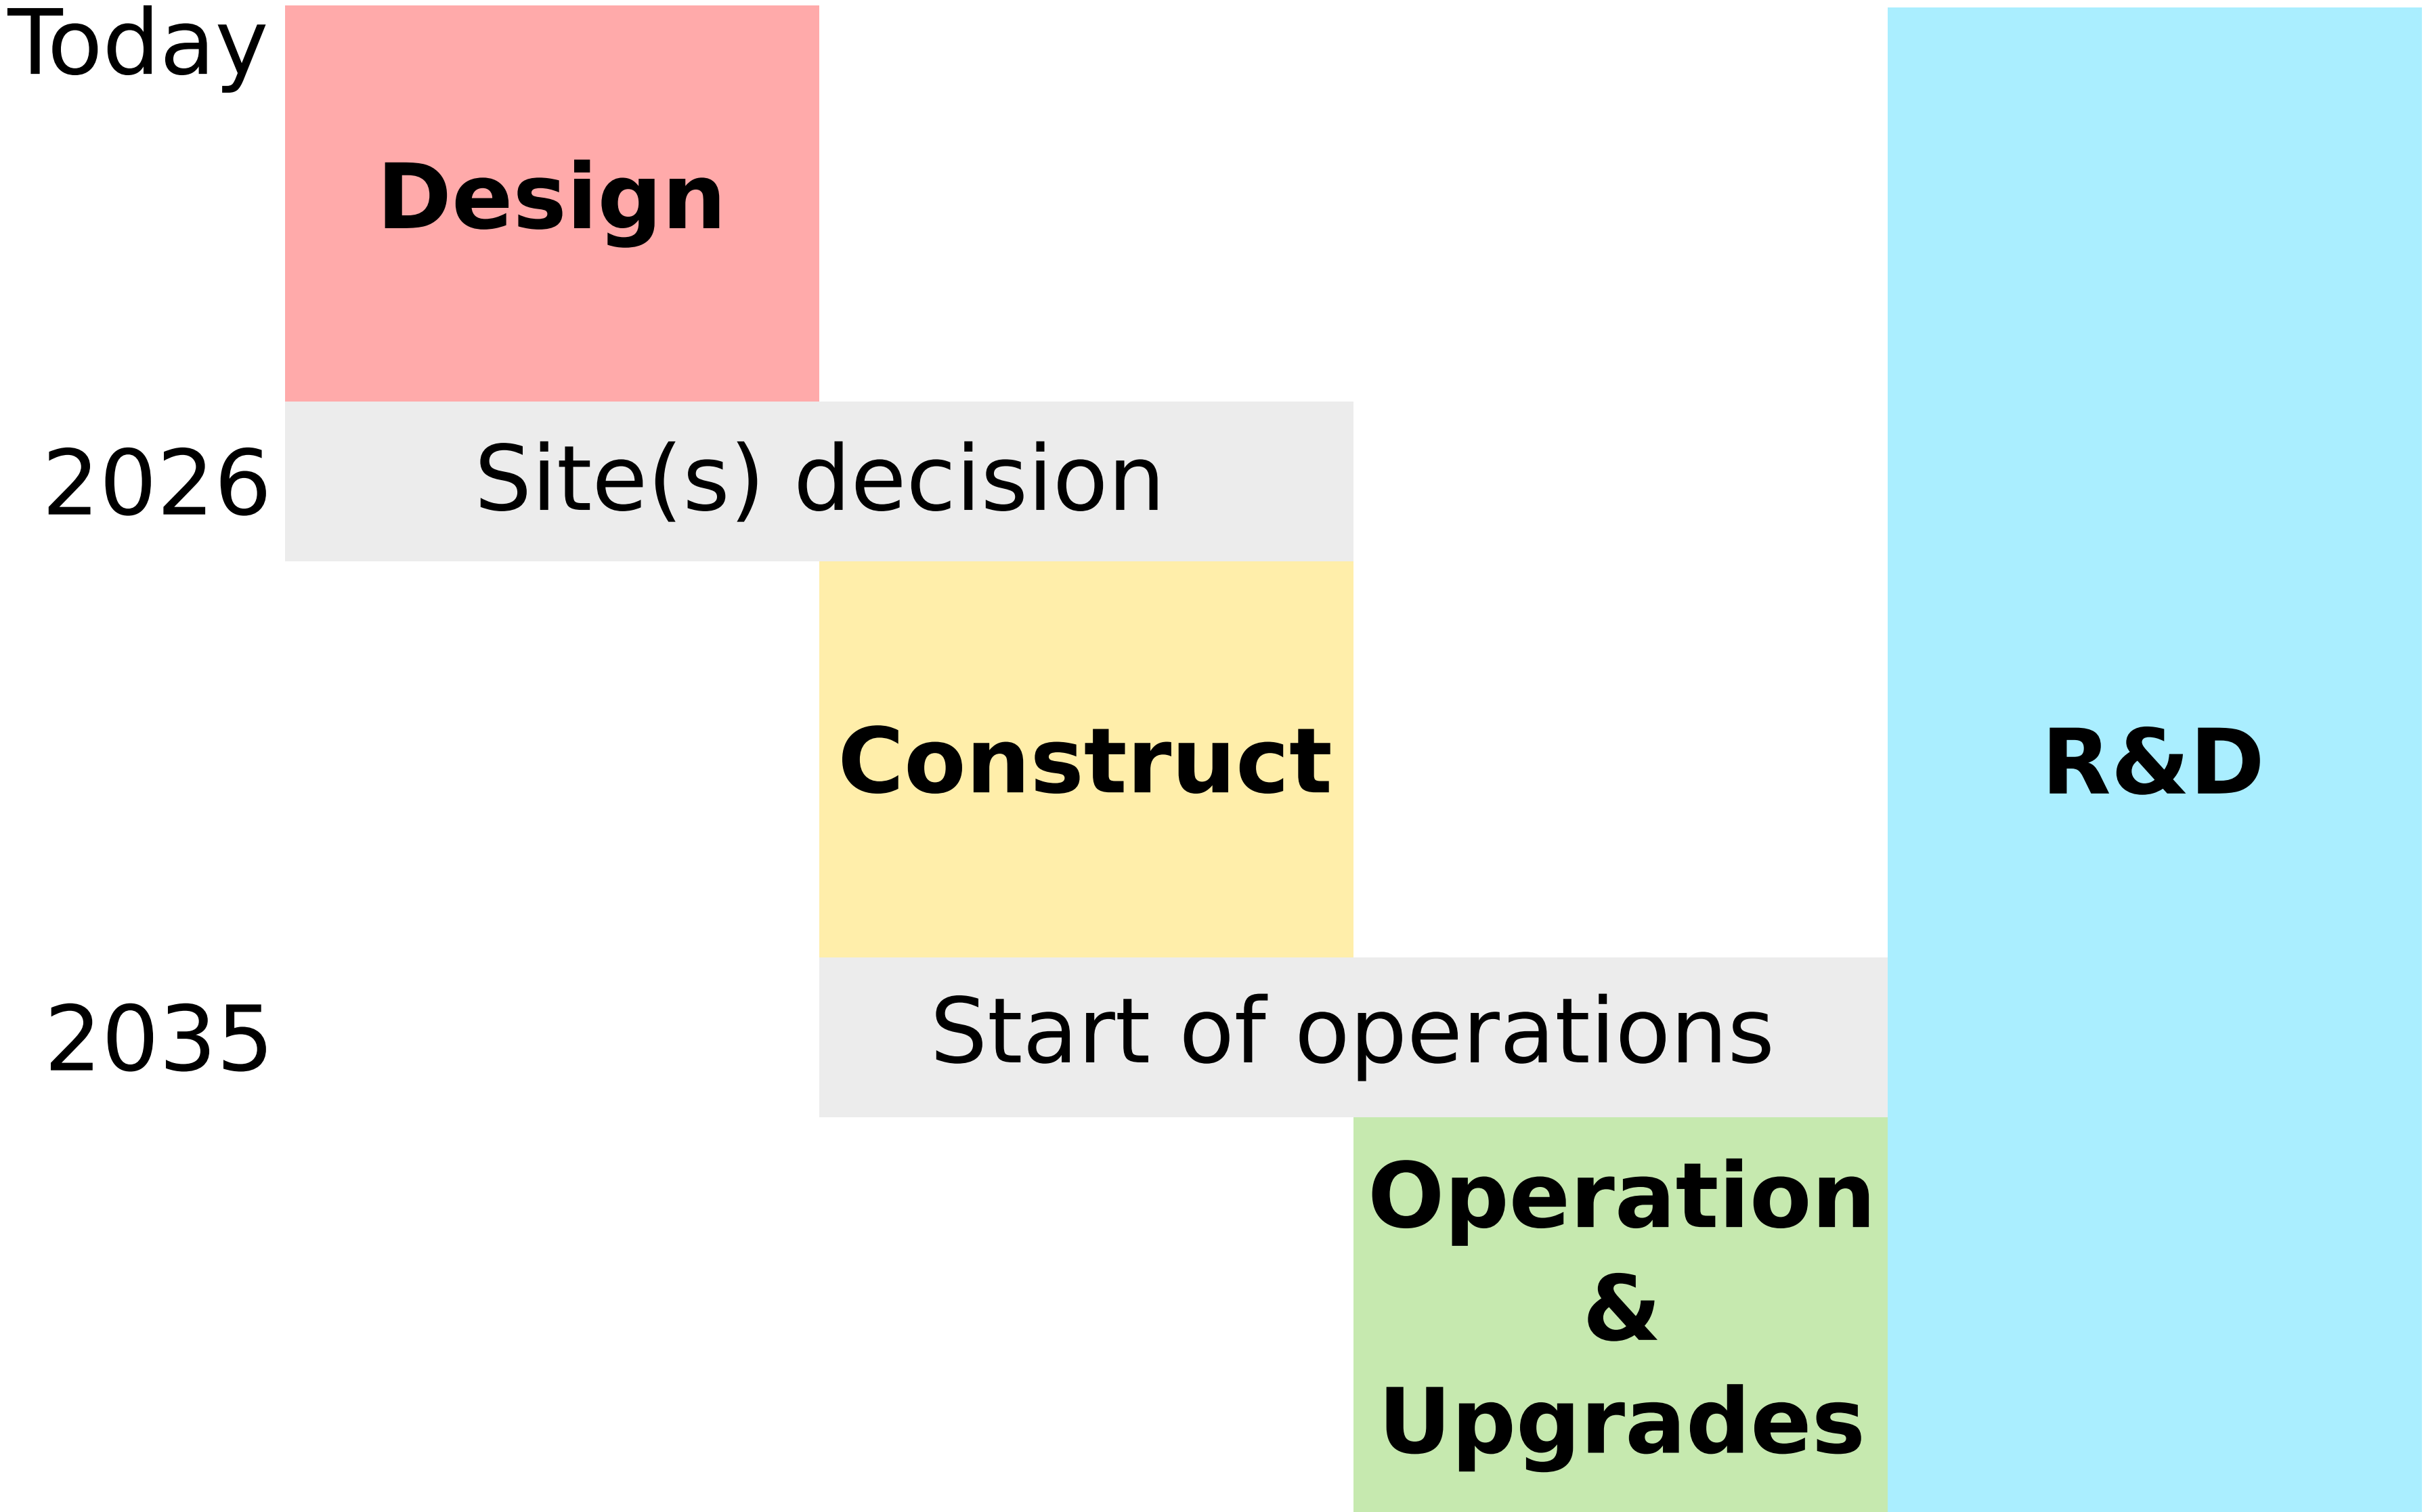 Today
Design
2026
Site(s) decision
Construct
R&D
2035
Start of operations
Operation
&
Upgrades